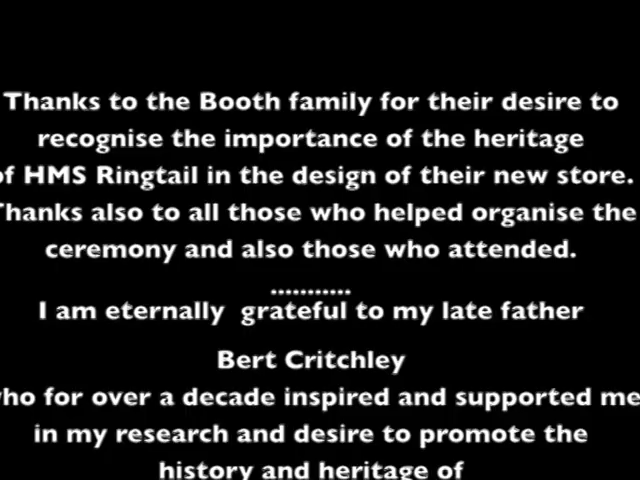 Thanks to the Booth family for their desire to
recognise the importance of the heritage
of HMS Ringtail in the design of their new store.
Thanks also to all those who helped organise the
ceremony and also those who attended.
...........
I am eternally  grateful to my late father
Bert Critchley
who for over a decade inspired and supported me
in my research and desire to promote the
history and heritage of